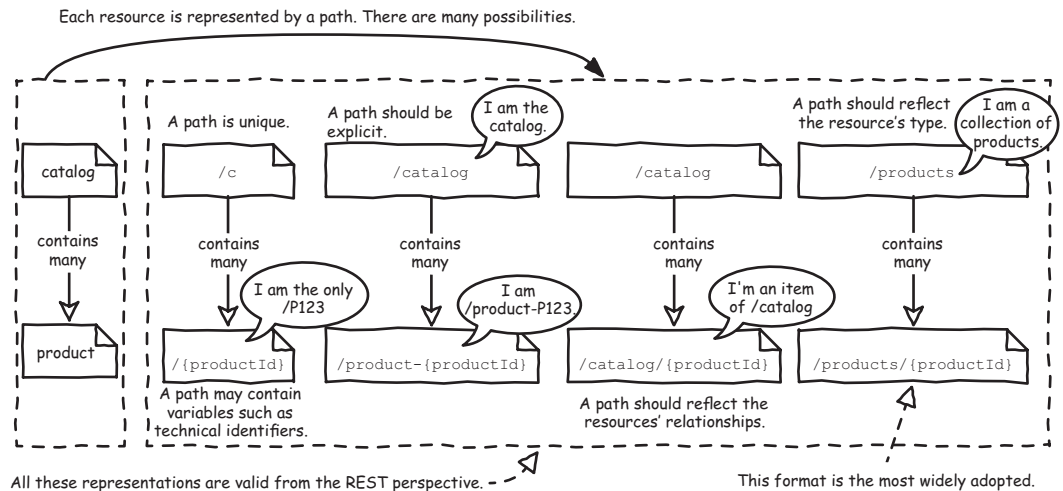 Each resource is represented by a path. There are many possibilities.
A path is unique.
A path should be
explicit.
I am the
catalog.
A path should reflect
the resource's type.
I am a
collection of
products.
catalog
/c
/catalog
/catalog
/products
contains
many
contains
many
contains
many
contains
many
contains
many
I am the only
/P123
I am
/product-P123.
I'm an item
of /catalog
product
/{productId}
/product-{productId}
/catalog/{productId}
/products/{productId}
A path may contain
variables such as
technical identifiers.
A path should reflect the
resources' relationships.
All these representations are valid from the REST perspective.
This format is the most widely adopted.